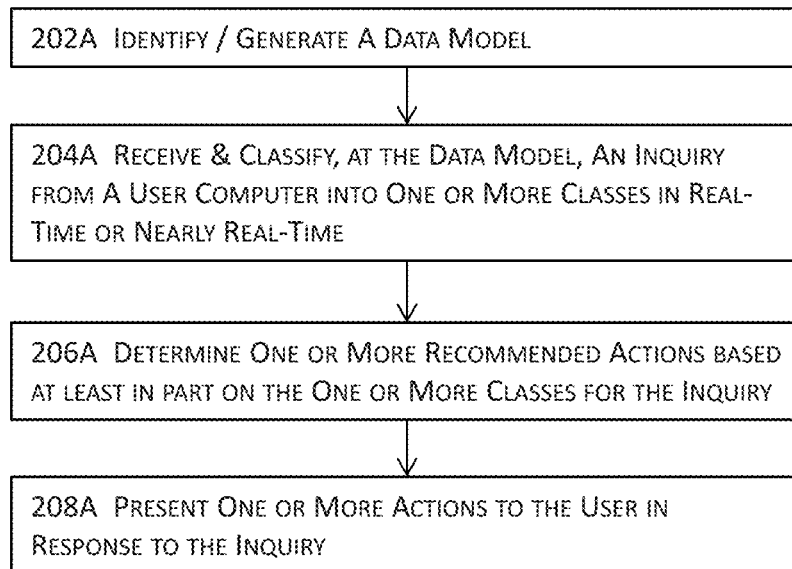 202A IDENTIFY / GENERATE A DATA MODEL
204A RECEIVE & CLASSIFY, AT THE DATA MODEL, AN INQUIRY
FROM A USER COMPUTER INTO ONE OR MORE CLASSES IN REAL-
TIME OR NEARLY REAL-TIME
206A DETERMINE ONE OR MORE RECOMMENDED ACTIONS BASED
AT LEAST IN PART ON THE ONE OR MORE CLASSES FOR THE INQUIRY
208A PRESENT ONE OR MORE ACTIONS TO THE USER IN
RESPONSE TO THE INQUIRY